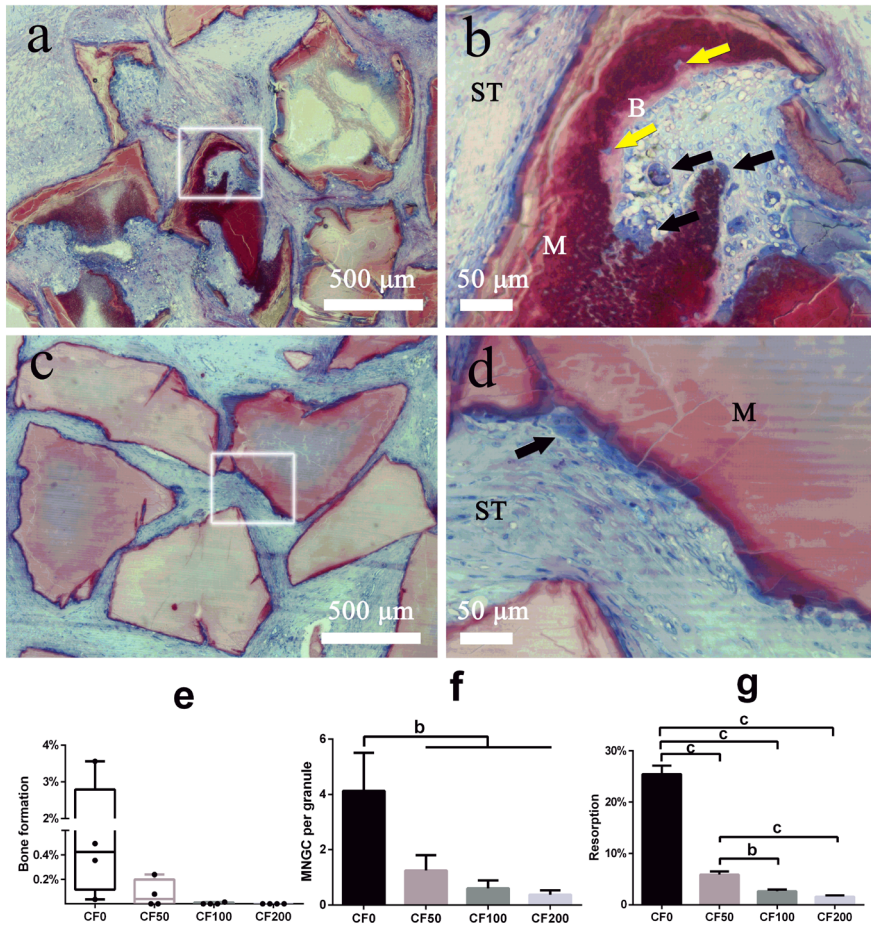 a
500 µm
b
ST
B
M
50 µm
c
500 µm
d
M
ST
50 µm
e
Bone formation
4%
3%
2%
0.4%
0.2%
CF0
CF50
CF100
CF200
f
MNGC per granule
6
4
2
0
b
CF0
CF50
CF100
CF200
g
Resorption
30%
20%
10%
0
c
c
c
c
b
CF0
CF50
CF100
CF200